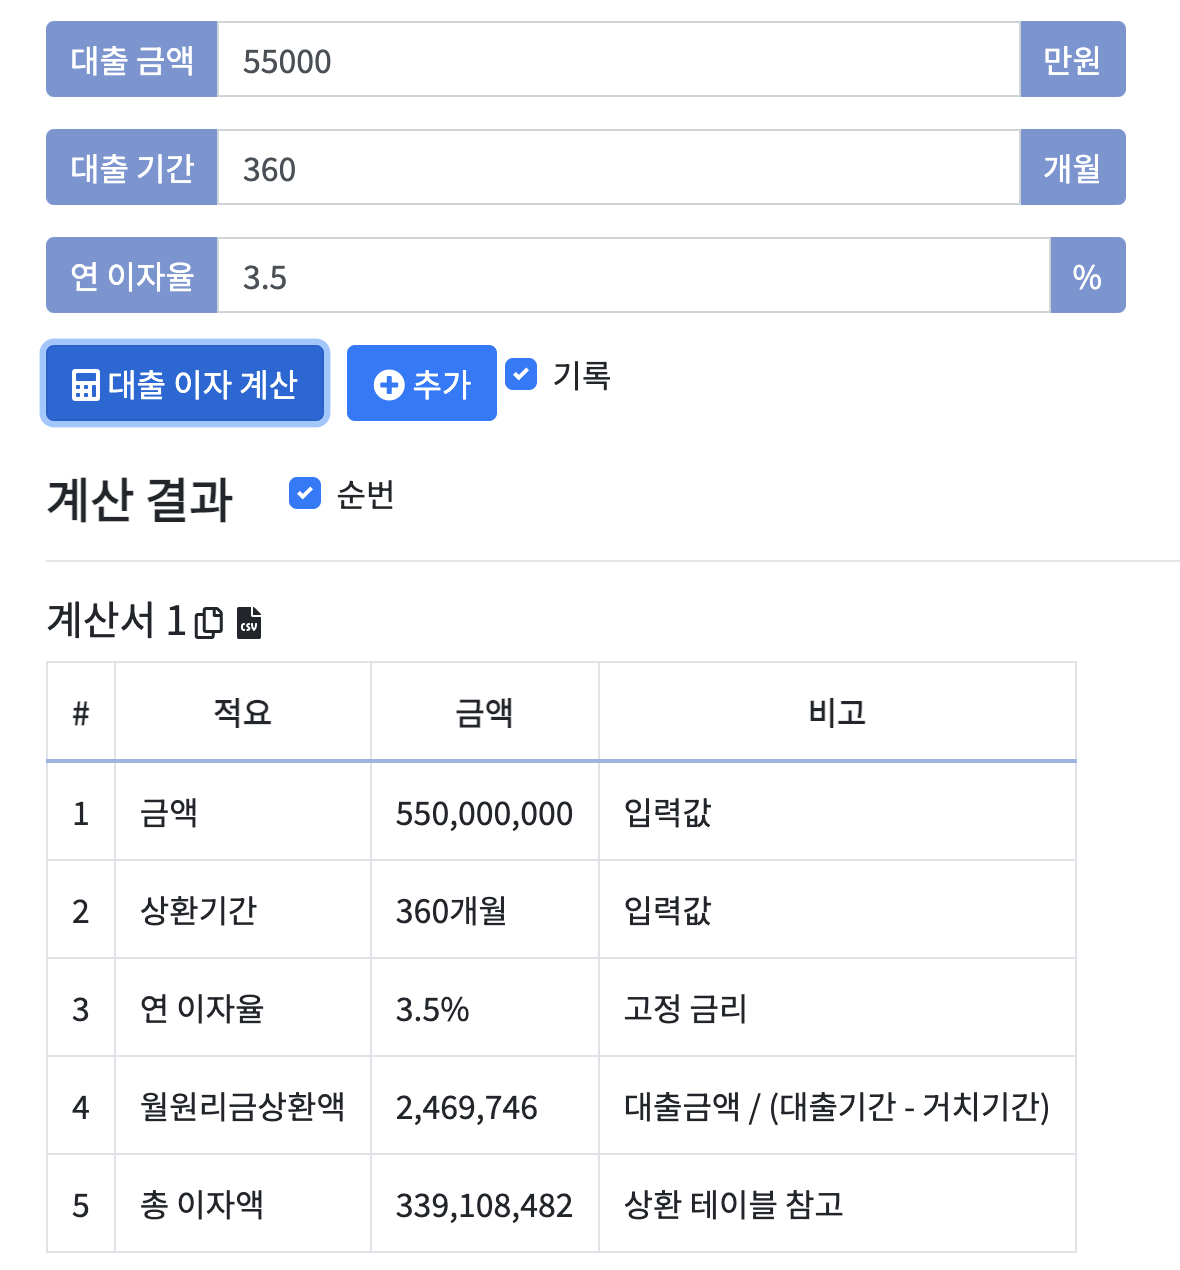 대출 금액 55000 만원
대출 기간 360 개월
연 이자율 3.5 %
대출 이자 계산 추가 기록
계산 결과 순번
계산서 1 CSV
# 적요 금액 비고
1 금액 550,000,000 입력값
2 상환기간 360개월 입력값
3 연 이자율 3.5% 고정 금리
4 월원리금상환액 2,469,746 대출금액 / (대출기간 - 거치기간)
5 총 이자액 339,108,482 상환 테이블 참고